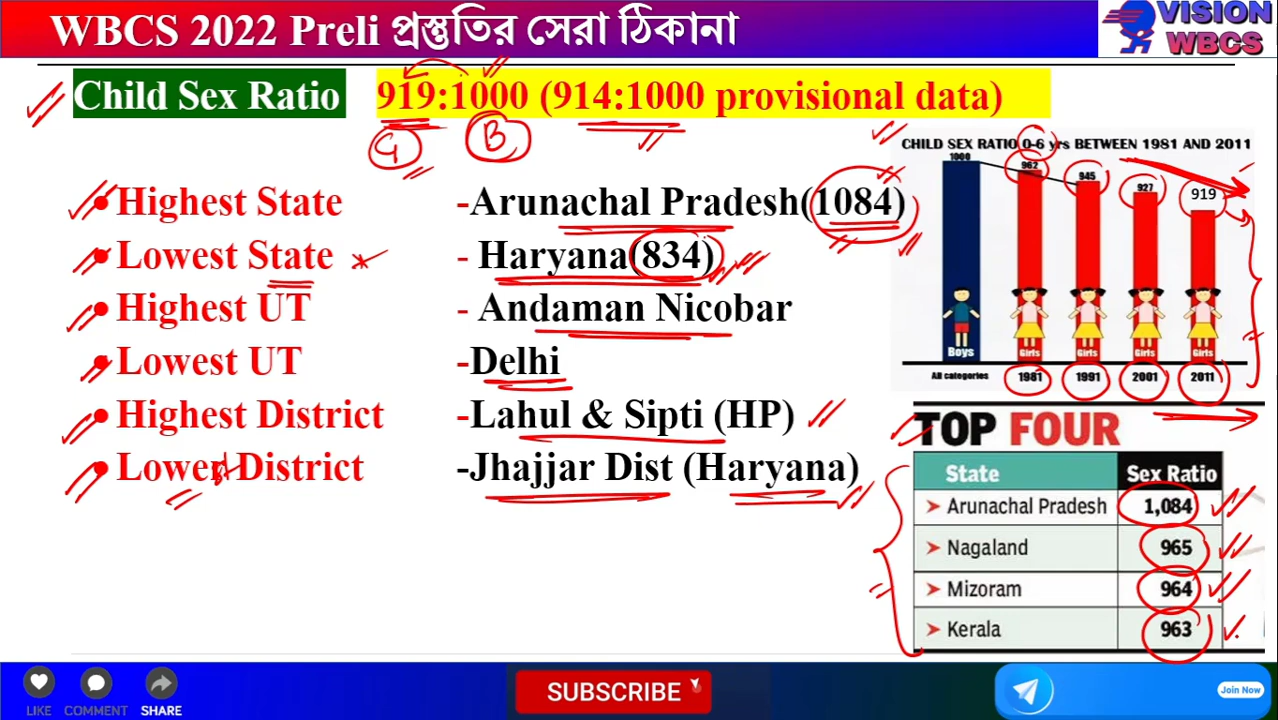 WBCS 2022 Preli প্রস্তুতির সেরা ঠিকানা
VISION
WBCS
Child Sex Ratio 919:1000 (914:1000 provisional data)
G B
Highest State -Arunachal Pradesh(1084)
Lowest State - Haryana(834)
Highest UT - Andaman Nicobar
Lowest UT -Delhi
Highest District -Lahul & Sipti (HP)
Lower District -Jhajjar Dist (Haryana)
CHILD SEX RATIO 0-6 yrs BETWEEN 1981 AND 2011
1000 962 945 927 919
Boys Girls Girls Girls Girls
All categories 1981 1991 2001 2011
TOP FOUR
State Sex Ratio
Arunachal Pradesh 1,084
Nagaland 965
Mizoram 964
Kerala 963
LIKE COMMENT SHARE
SUBSCRIBE
Join Now